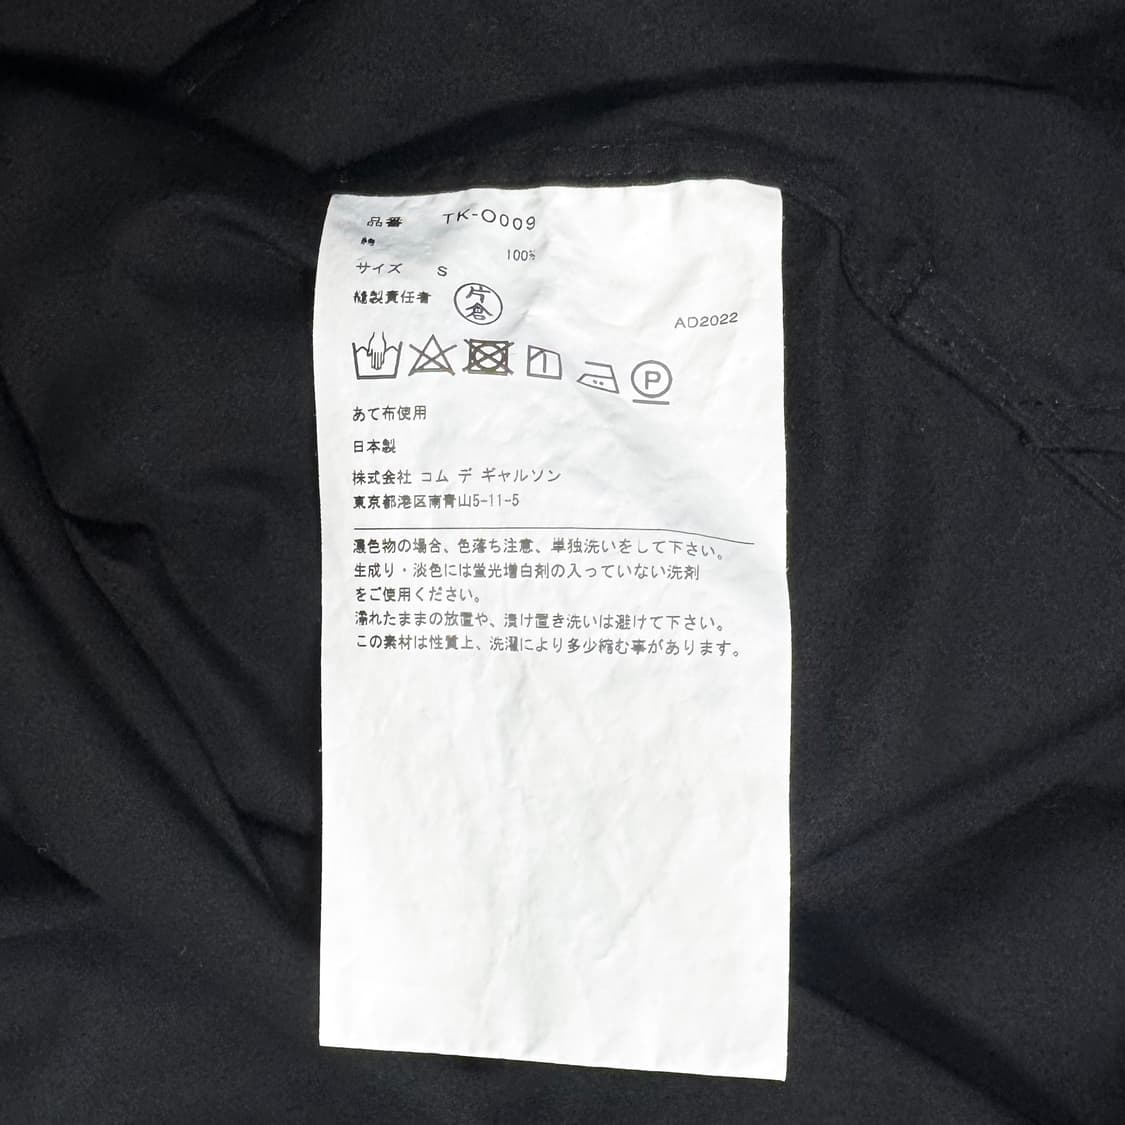 品番 TK-O009
綿 100%
サイズ S
縫製責任者 片倉
AD2022
P
あて布使用
日本製
株式会社 コム デ ギャルソン
東京都港区南青山5-11-5
濃色物の場合、色落ち注意、単独洗いをして下さい。
生成り・淡色には蛍光増白剤の入っていない洗剤
をご使用ください。
濡れたままの放置や、漬け置き洗いは避けて下さい。
この素材は性質上、洗濯により多少縮む事があります。